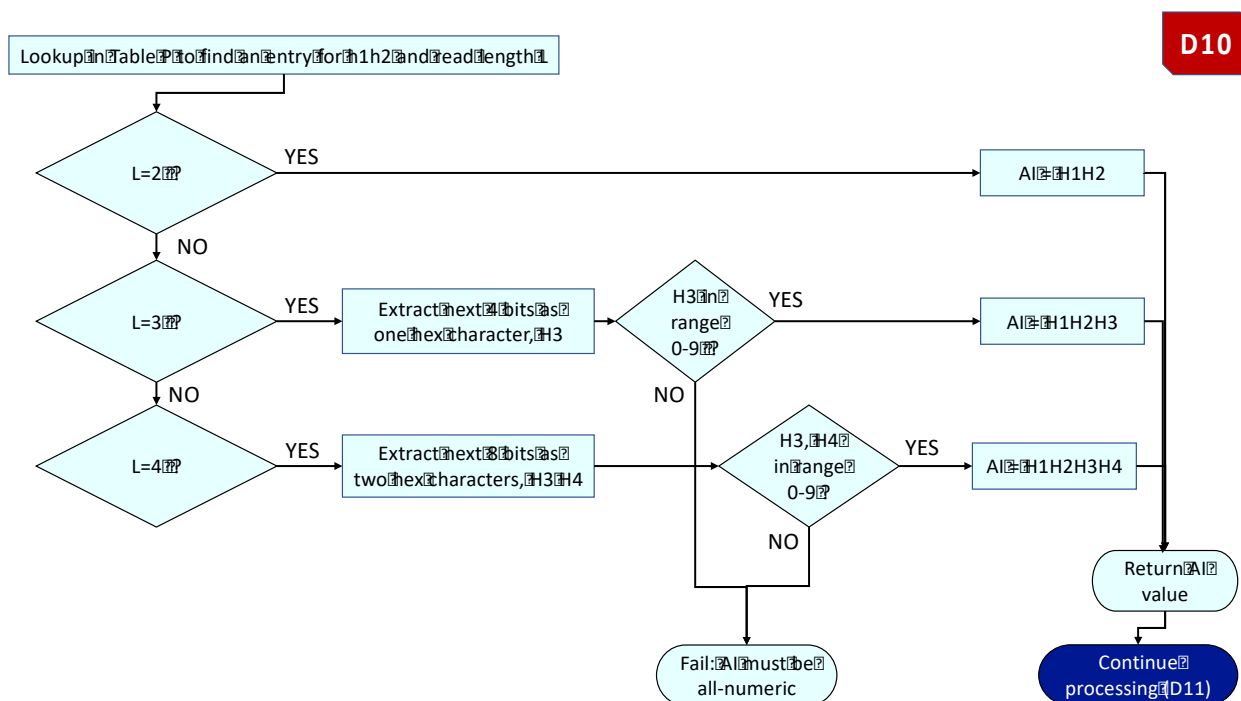 D10
Lookup in Table P to find an entry for h1h2 and read length L
L=2 ?
YES
AI = H1H2
NO
L=3 ?
YES
Extract next 4 bits as
one hex character, H3
H3 in
range
0-9 ?
YES
AI = H1H2H3
NO
NO
L=4 ?
YES
Extract next 8 bits as
two hex characters, H3 H4
H3, H4
in range
0-9 ?
YES
AI = H1H2H3H4
NO
Return AI
value
Fail: AI must be
all-numeric
Continue
processing (D11)